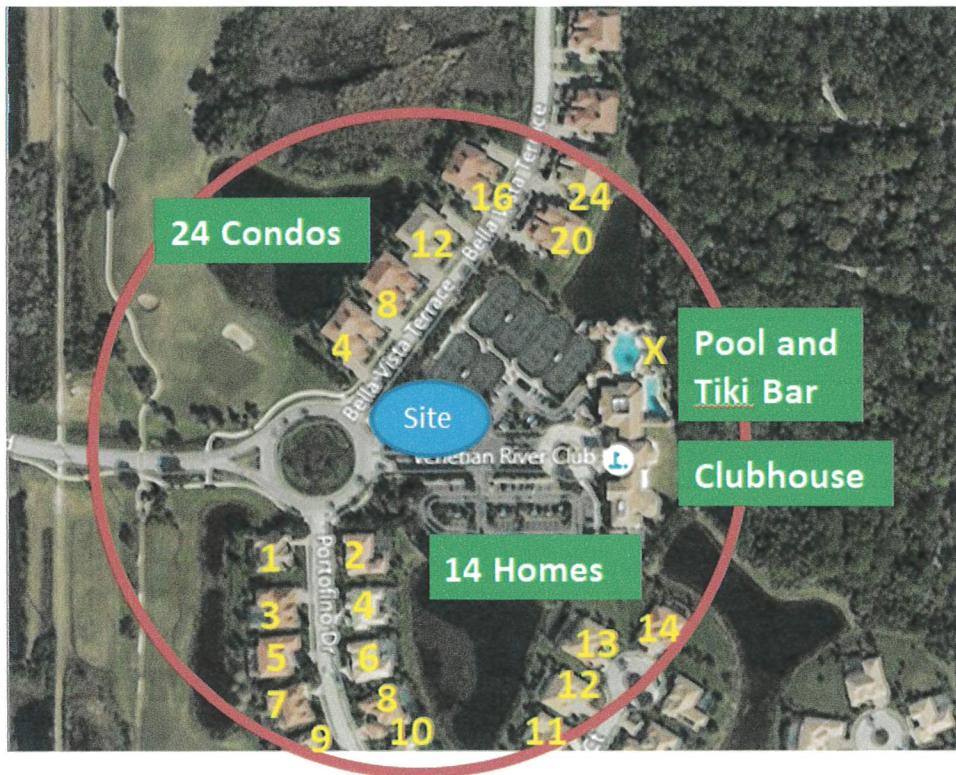 Bella Vista Terrace
16
24
24 Condos
12
20
8
Bella Vista Terrace
4
X
Pool and
Tiki Bar
Site
Venetian River Club
Clubhouse
Portofino Dr
1
2
14 Homes
3
4
13
14
5
6
12
7
8
9
10
11
Ct